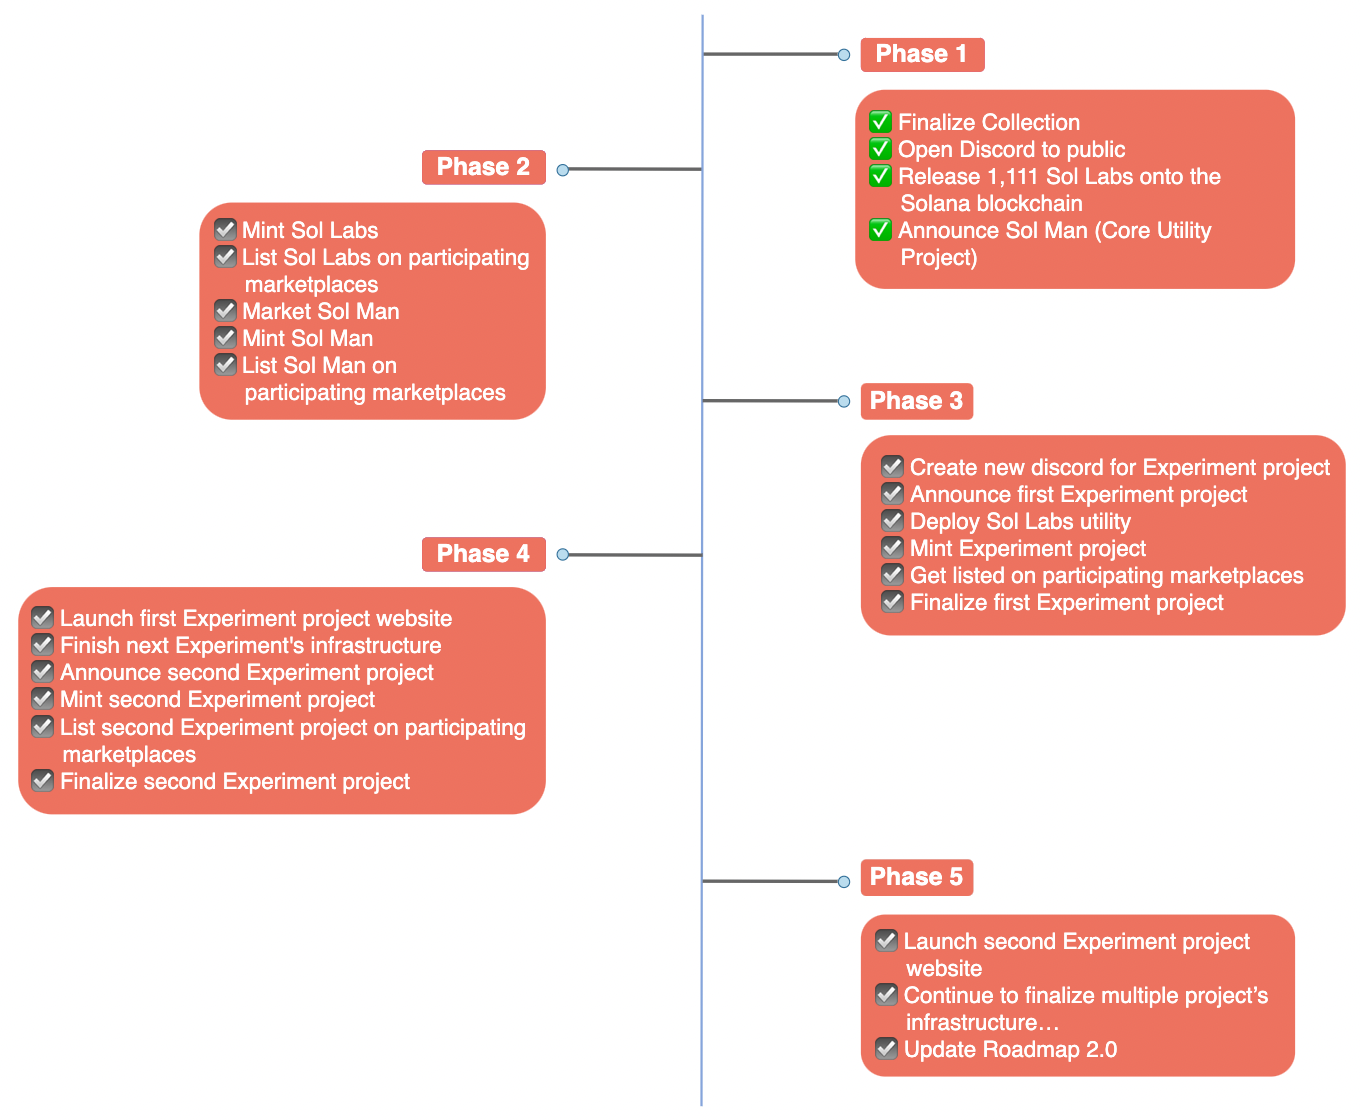 Phase 1
✅ Finalize Collection
✅ Open Discord to public
✅ Release 1,111 Sol Labs onto the
Solana blockchain
✅ Announce Sol Man (Core Utility
Project)
Phase 2
☑ Mint Sol Labs
☑ List Sol Labs on participating
marketplaces
☑ Market Sol Man
☑ Mint Sol Man
☑ List Sol Man on
participating marketplaces
Phase 3
☑ Create new discord for Experiment project
☑ Announce first Experiment project
☑ Deploy Sol Labs utility
☑ Mint Experiment project
☑ Get listed on participating marketplaces
☑ Finalize first Experiment project
Phase 4
☑ Launch first Experiment project website
☑ Finish next Experiment's infrastructure
☑ Announce second Experiment project
☑ Mint second Experiment project
☑ List second Experiment project on participating
marketplaces
☑ Finalize second Experiment project
Phase 5
☑ Launch second Experiment project
website
☑ Continue to finalize multiple project’s
infrastructure…
☑ Update Roadmap 2.0